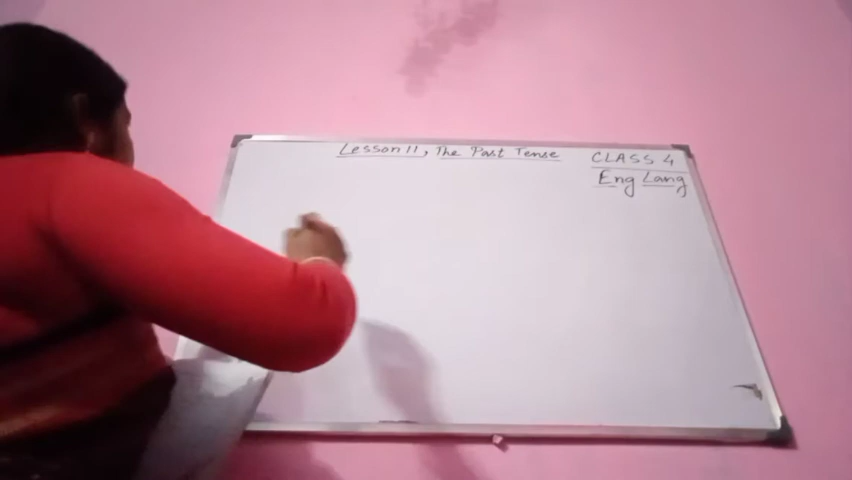 Lesson 11, The Past Tense
CLASS 4
Eng Lang